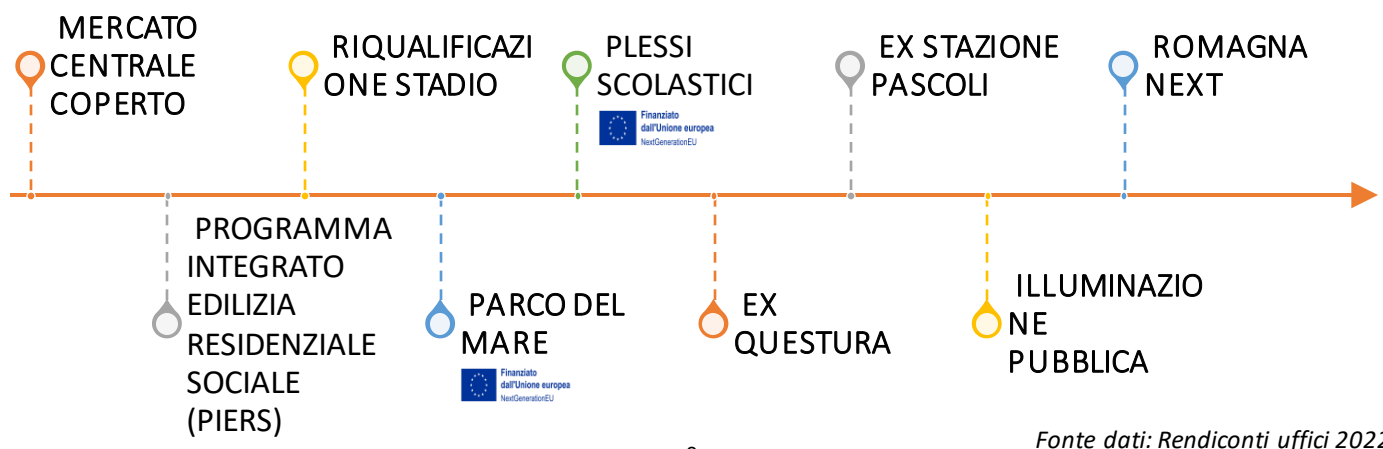 MERCATO
CENTRALE
COPERTO
RIQUALIFICAZI
ONE STADIO
PLESSI
SCOLASTICI
Finanziato
dall'Unione europea
NextGenerationEU
EX STAZIONE
PASCOLI
ROMAGNA
NEXT
PROGRAMMA
INTEGRATO
EDILIZIA
RESIDENZIALE
SOCIALE
(PIERS)
PARCO DEL
MARE
Finanziato
dall'Unione europea
NextGenerationEU
EX
QUESTURA
ILLUMINAZIO
NE
PUBBLICA
Fonte dati: Rendiconti uffici 2022